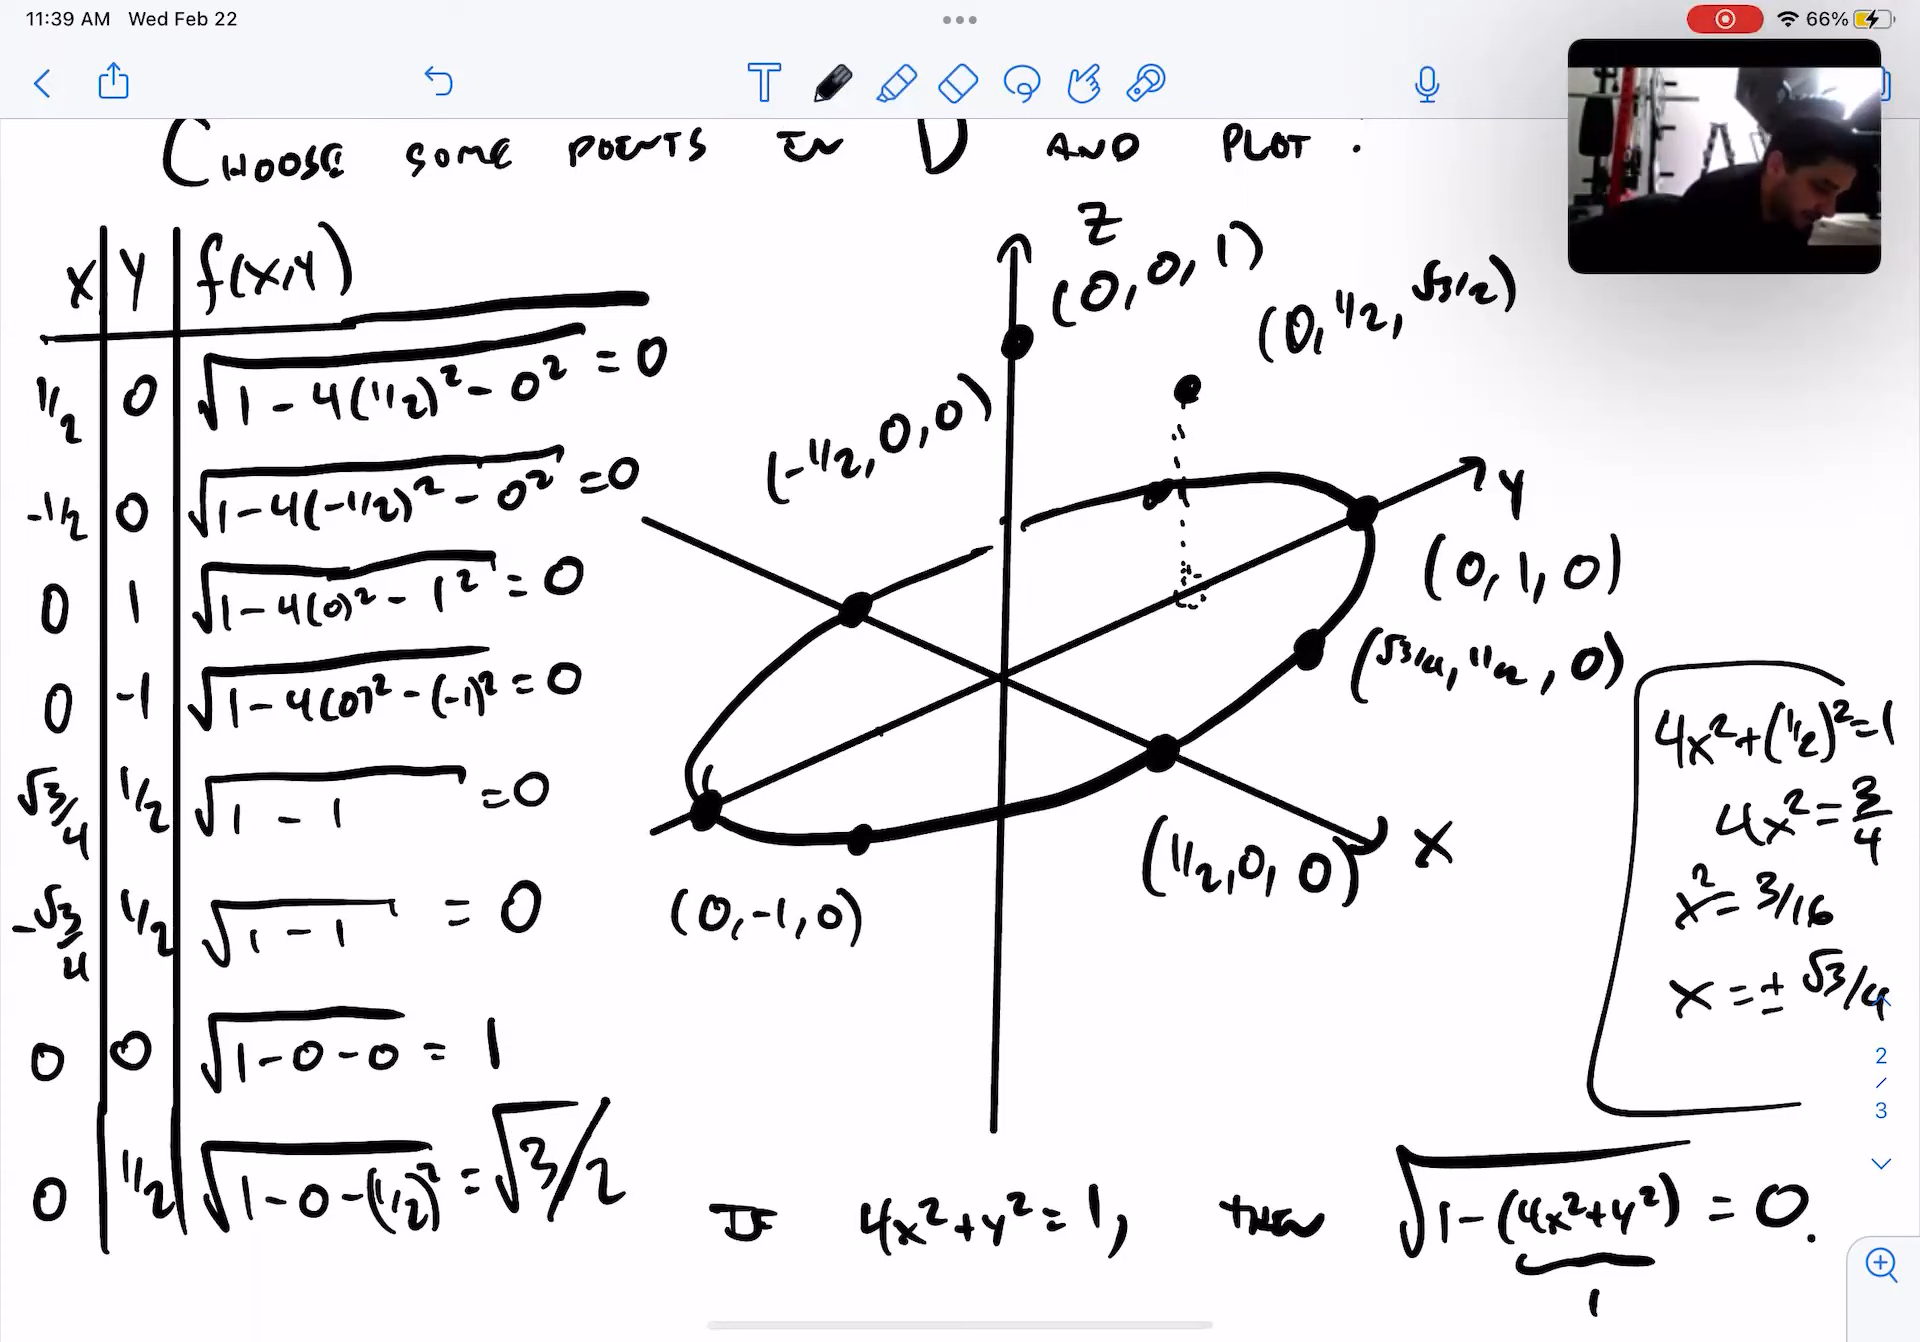 11:39 AM Wed Feb 22
66%
CHOOSE SOME POINTS IN D AND PLOT.
X Y f(X,Y)
1/2 0 √1-4(1/2)²-0² = 0
-1/2 0 √1-4(-1/2)²-0² = 0
0 1 √1-4(0)²-1² = 0
0 -1 √1-4(0)²-(-1)² = 0
√3/4 1/2 √1-1 = 0
-√3/4 1/2 √1-1 = 0
0 0 √1-0-0 = 1
0 1/2 √1-0-(1/2)² = √3/2
Z
(0,0,1)
(0,1/2,√3/2)
(-1/2,0,0)
Y
(0,1,0)
(√3/4,1/2,0)
X
(1/2,0,0)
(0,-1,0)
4x²+(1/2)²=1
4x²=3/4
x²=3/16
x=±√3/4
2
/
3
IF 4x²+y²=1, THEN √1-(4x²+y²) = 0.
1